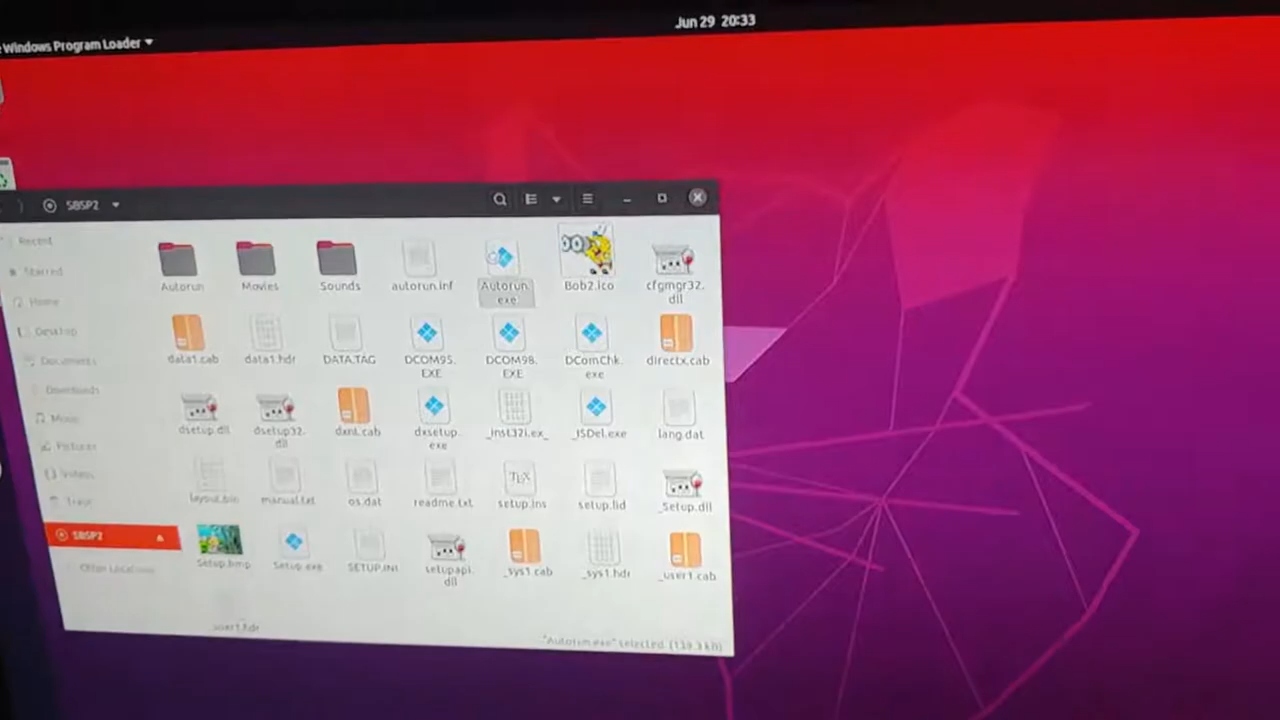 Jun 29 20:33
Windows Program Loader
SBSP2
Recent
Starred
Home
Desktop
Documents
Downloads
Music
Pictures
Videos
Trash
SBSP2
Other Locations
Autorun
Movies
Sounds
autorun.inf
Autorun.
exe
Bob2.ico
cfgmgr32.
dll
data1.cab
data1.hdr
DATA.TAG
DCOM95.
EXE
DCOM98.
EXE
DComChk.
exe
directx.cab
dsetup.dll
dsetup32.
dll
dxnt.cab
dxsetup.
exe
_inst32i.ex_
_ISDel.exe
lang.dat
layout.bin
manual.txt
os.dat
readme.txt
setup.ins
setup.lid
_Setup.dll
Setup.bmp
Setup.exe
SETUP.INI
setupapi.
dll
_sys1.cab
_sys1.hdr
_user1.cab
_user1.hdr
"Autorun.exe" selected (139.3 kB)